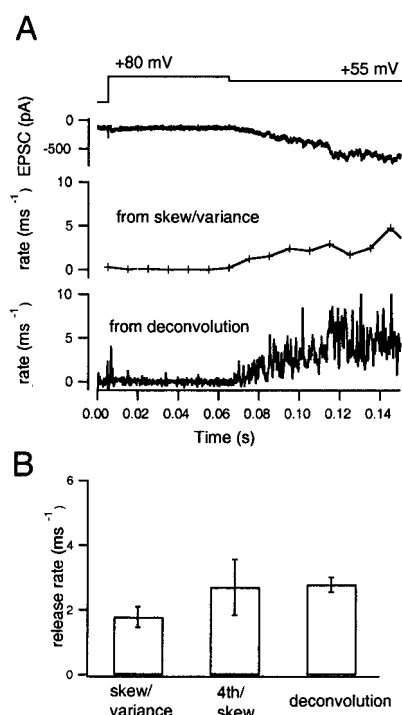 A
+80 mV
+55 mV
EPSC (pA)
0
-500
rate (ms⁻¹)
10
5
0
from skew/variance
rate (ms⁻¹)
10
5
0
from deconvolution
0.00 0.02 0.04 0.06 0.08 0.10 0.12 0.14
Time (s)
B
release rate (ms⁻¹)
6
4
2
0
skew/
variance
4th/
skew
deconvolution